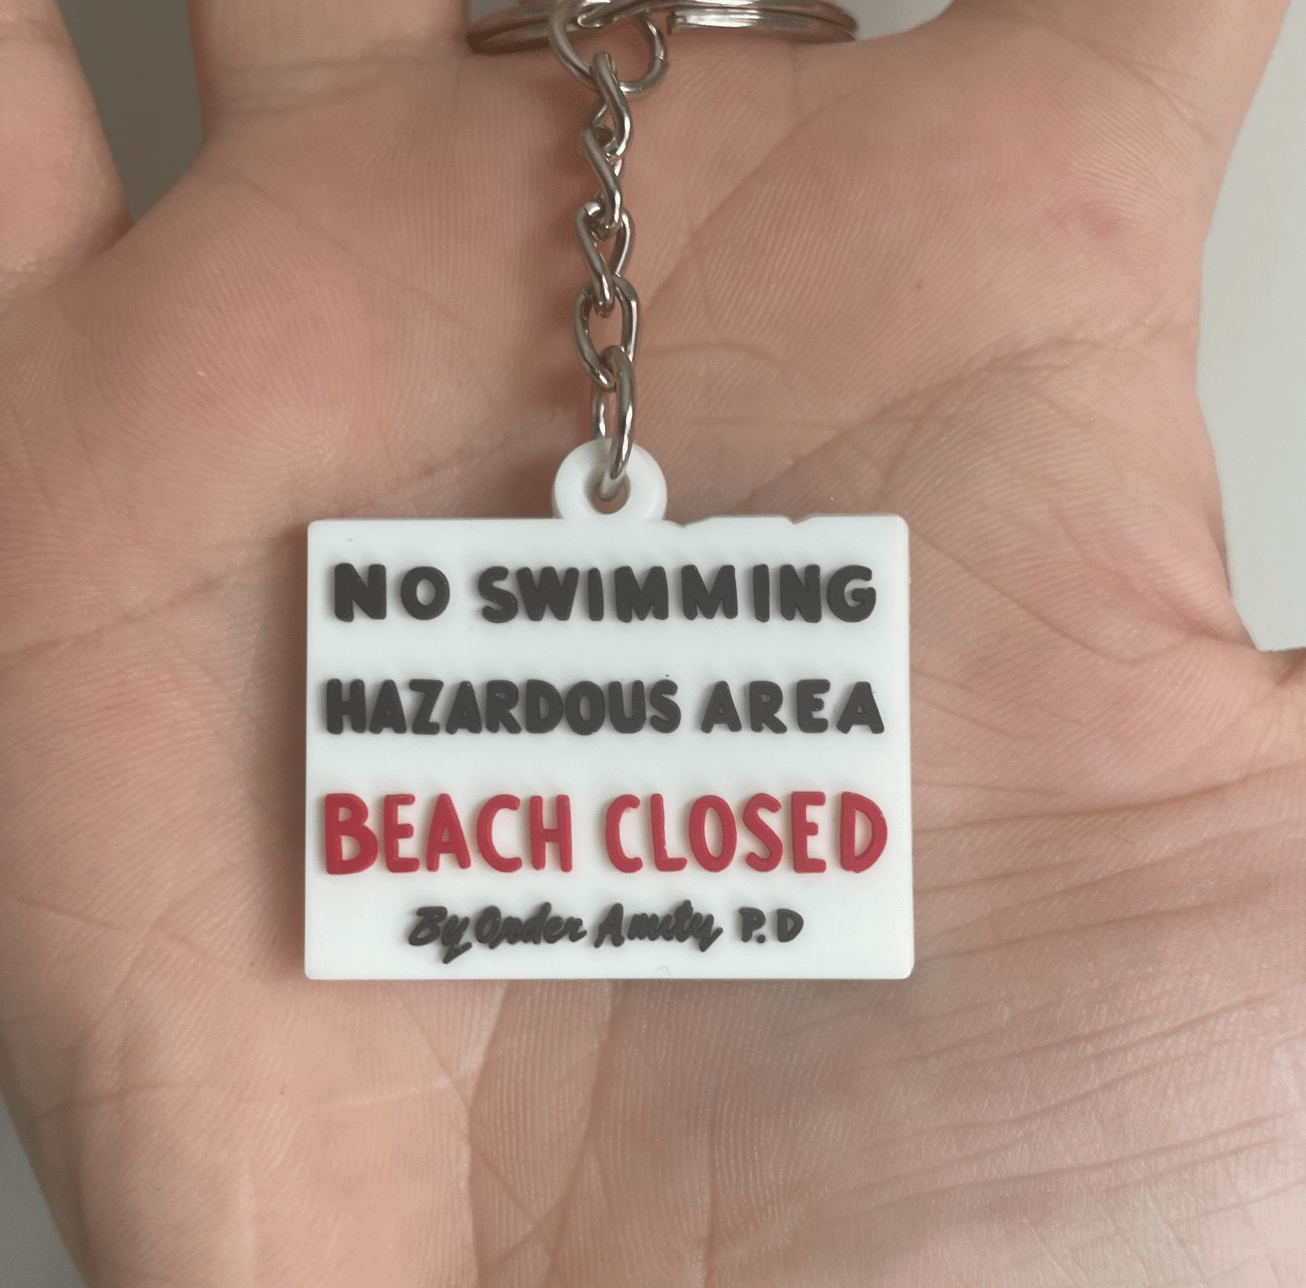 NO SWIMMING
HAZARDOUS AREA
BEACH CLOSED
By Order Amity P.D